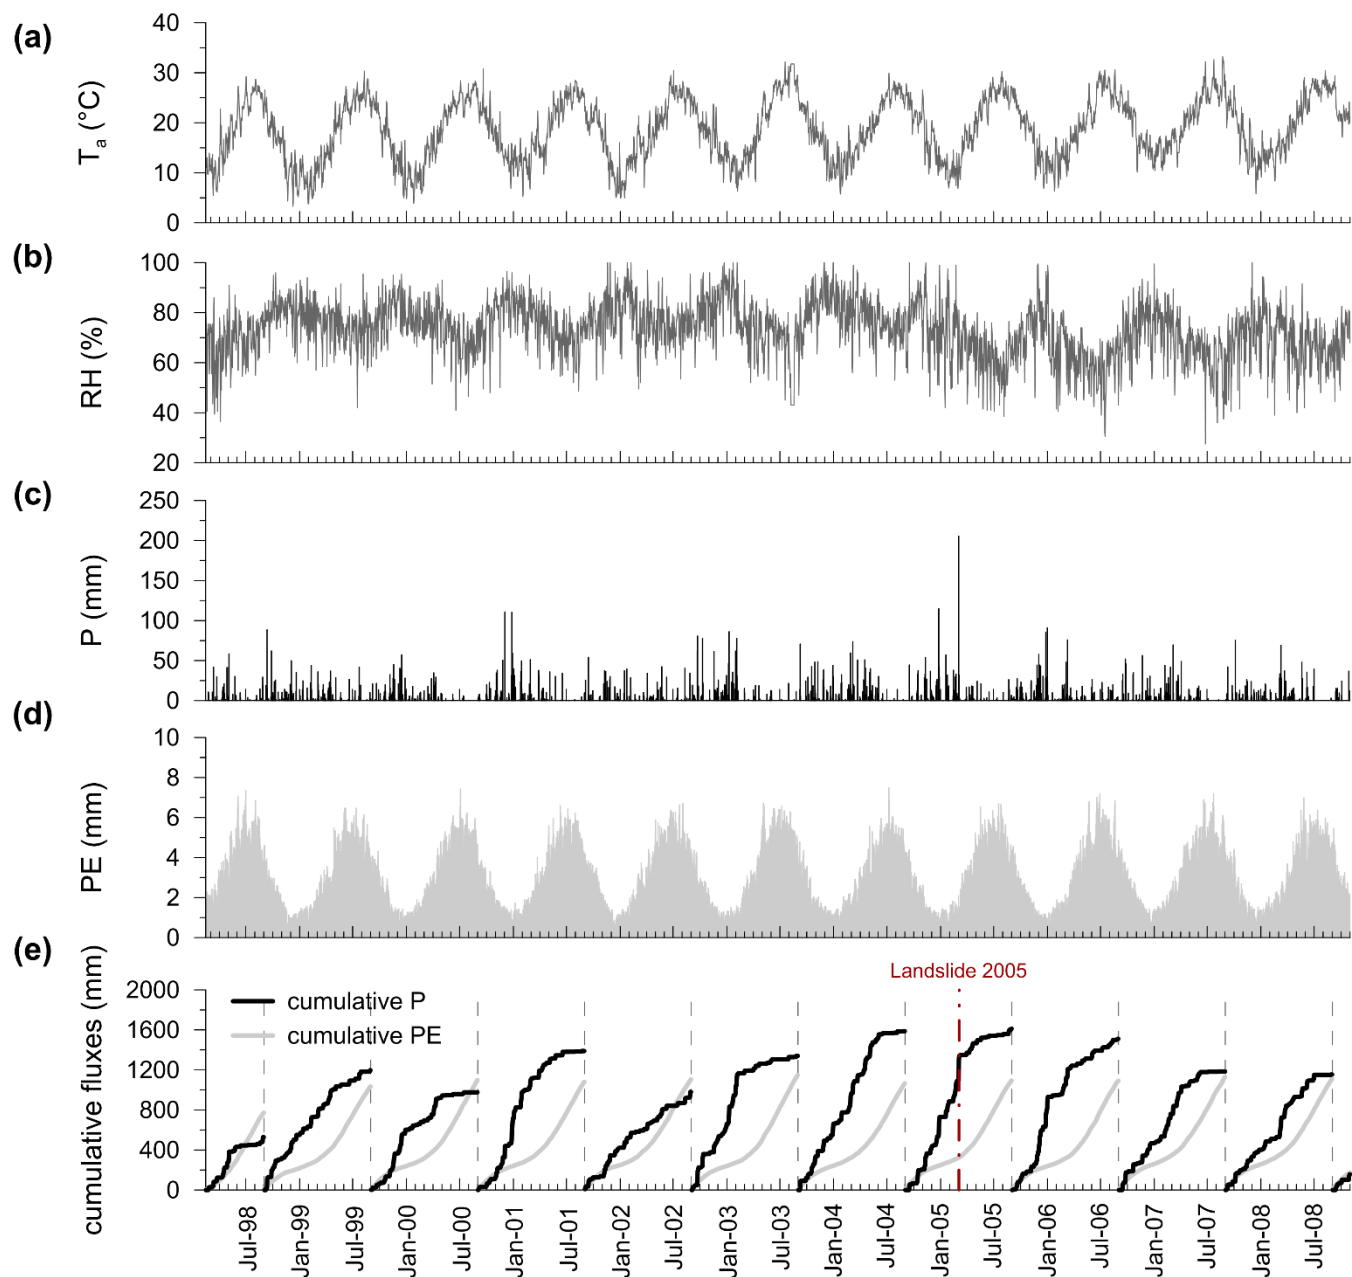 (a)
T_a (°C)
40
30
20
10
0
(b)
RH (%)
100
80
60
40
20
(c)
P (mm)
250
200
150
100
50
0
(d)
PE (mm)
10
8
6
4
2
0
(e)
cumulative fluxes (mm)
Landslide 2005
2000
1600
1200
800
400
0
cumulative P
cumulative PE
Jul-98
Jan-99
Jul-99
Jan-00
Jul-00
Jan-01
Jul-01
Jan-02
Jul-02
Jan-03
Jul-03
Jan-04
Jul-04
Jan-05
Jul-05
Jan-06
Jul-06
Jan-07
Jul-07
Jan-08
Jul-08